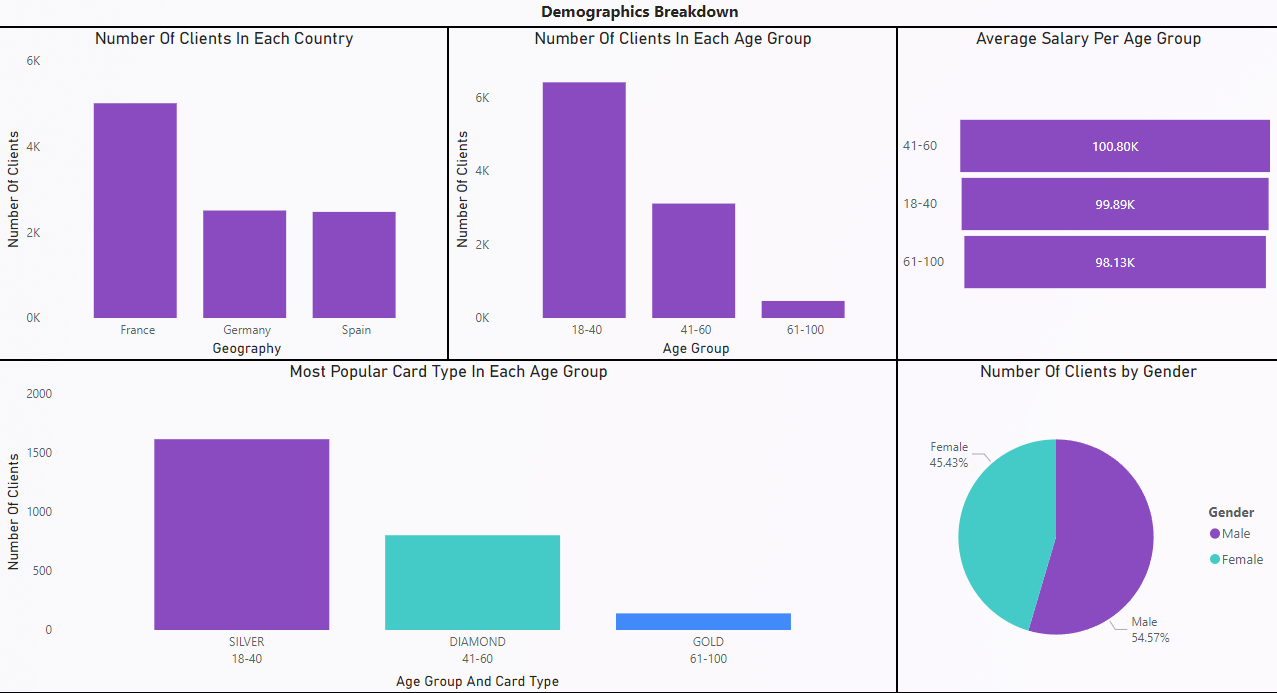 Demographics Breakdown
Number Of Clients In Each Country
6K
4K
2K
0K
Number Of Clients
France
Germany
Spain
Geography
Number Of Clients In Each Age Group
6K
4K
2K
0K
Number Of Clients
18-40
41-60
61-100
Age Group
Average Salary Per Age Group
41-60
100.80K
18-40
99.89K
61-100
98.13K
Most Popular Card Type In Each Age Group
2000
1500
1000
500
0
Number Of Clients
SILVER
18-40
DIAMOND
41-60
GOLD
61-100
Age Group And Card Type
Number Of Clients by Gender
Female
45.43%
Male
54.57%
Gender
Male
Female